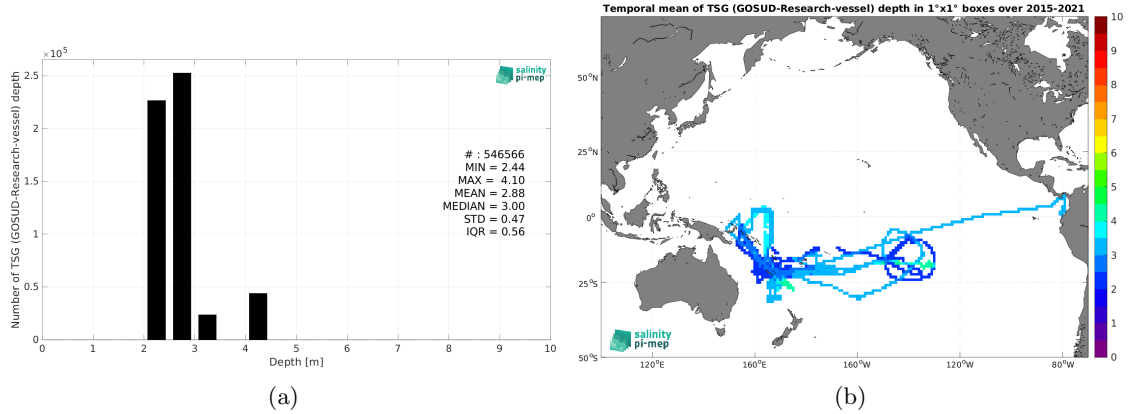 ×10⁵
Number of TSG (GOSUD-Research-vessel) depth
2.5
2
1.5
1
0.5
0
0 1 2 3 4 5 6 7 8 9 10
Depth [m]
salinity
pi-mep
# : 546566
MIN = 2.44
MAX = 4.10
MEAN = 2.88
MEDIAN = 3.00
STD = 0.47
IQR = 0.56
(a)
Temporal mean of TSG (GOSUD-Research-vessel) depth in 1°x1° boxes over 2015-2021
50°N
25°N
0°
25°S
50°S
120°E 160°E 160°W 120°W 80°W
salinity
pi-mep
10
9
8
7
6
5
4
3
2
1
0
(b)